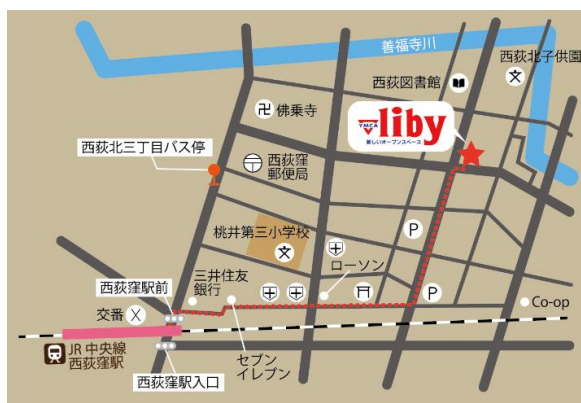 善福寺川
西荻北子供園
西荻図書館
佛乗寺
YMCA
liby
新しいオープンスペース
西荻北三丁目バス停
西荻窪
郵便局
桃井第三小学校
P
ローソン
三井住友
銀行
西荻窪駅前
P
Co-op
交番
セブン
イレブン
JR 中央線
西荻窪駅
西荻窪駅入口